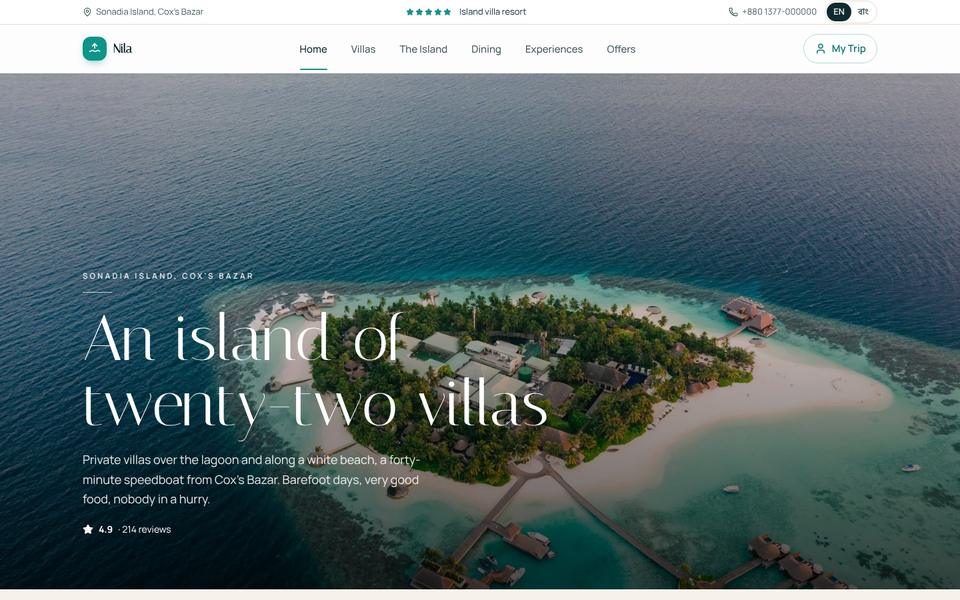 Sonadia Island, Cox's Bazar
Island villa resort
+880 1377-000000
EN
বাং
Nila
Home
Villas
The Island
Dining
Experiences
Offers
My Trip
SONADIA ISLAND, COX'S BAZAR
An island of
twenty-two villas
Private villas over the lagoon and along a white beach, a forty-
minute speedboat from Cox's Bazar. Barefoot days, very good
food, nobody in a hurry.
4.9 · 214 reviews